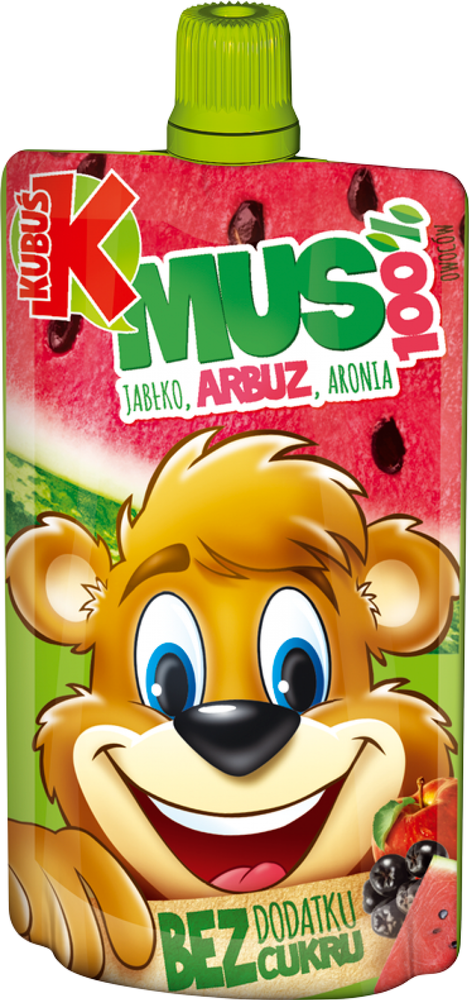 KUBUŚ
K
MUS
100%
OWOCÓW
JABŁKO, ARBUZ, ARONIA
BEZ DODATKU
CUKRU